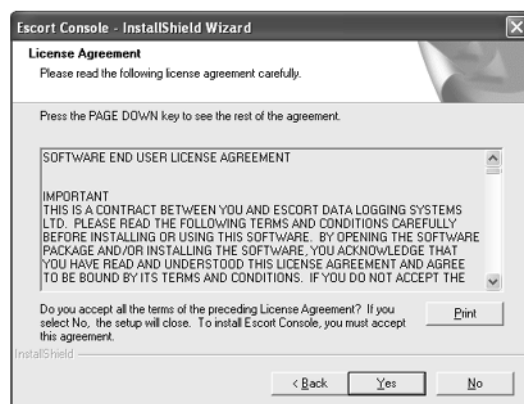 Escort Console - InstallShield Wizard
License Agreement
Please read the following license agreement carefully.
Press the PAGE DOWN key to see the rest of the agreement.
SOFTWARE END USER LICENSE AGREEMENT
IMPORTANT
THIS IS A CONTRACT BETWEEN YOU AND ESCORT DATA LOGGING SYSTEMS
LTD. PLEASE READ THE FOLLOWING TERMS AND CONDITIONS CAREFULLY
BEFORE INSTALLING OR USING THIS SOFTWARE. BY OPENING THE SOFTWARE
PACKAGE AND/OR INSTALLING THE SOFTWARE, YOU ACKNOWLEDGE THAT
YOU HAVE READ AND UNDERSTOOD THIS LICENSE AGREEMENT AND AGREE
TO BE BOUND BY ITS TERMS AND CONDITIONS. IF YOU DO NOT ACCEPT THE
Do you accept all the terms of the preceding License Agreement? If you
select No, the setup will close. To install Escort Console, you must accept
this agreement.
Print
InstallShield
< Back
Yes
No